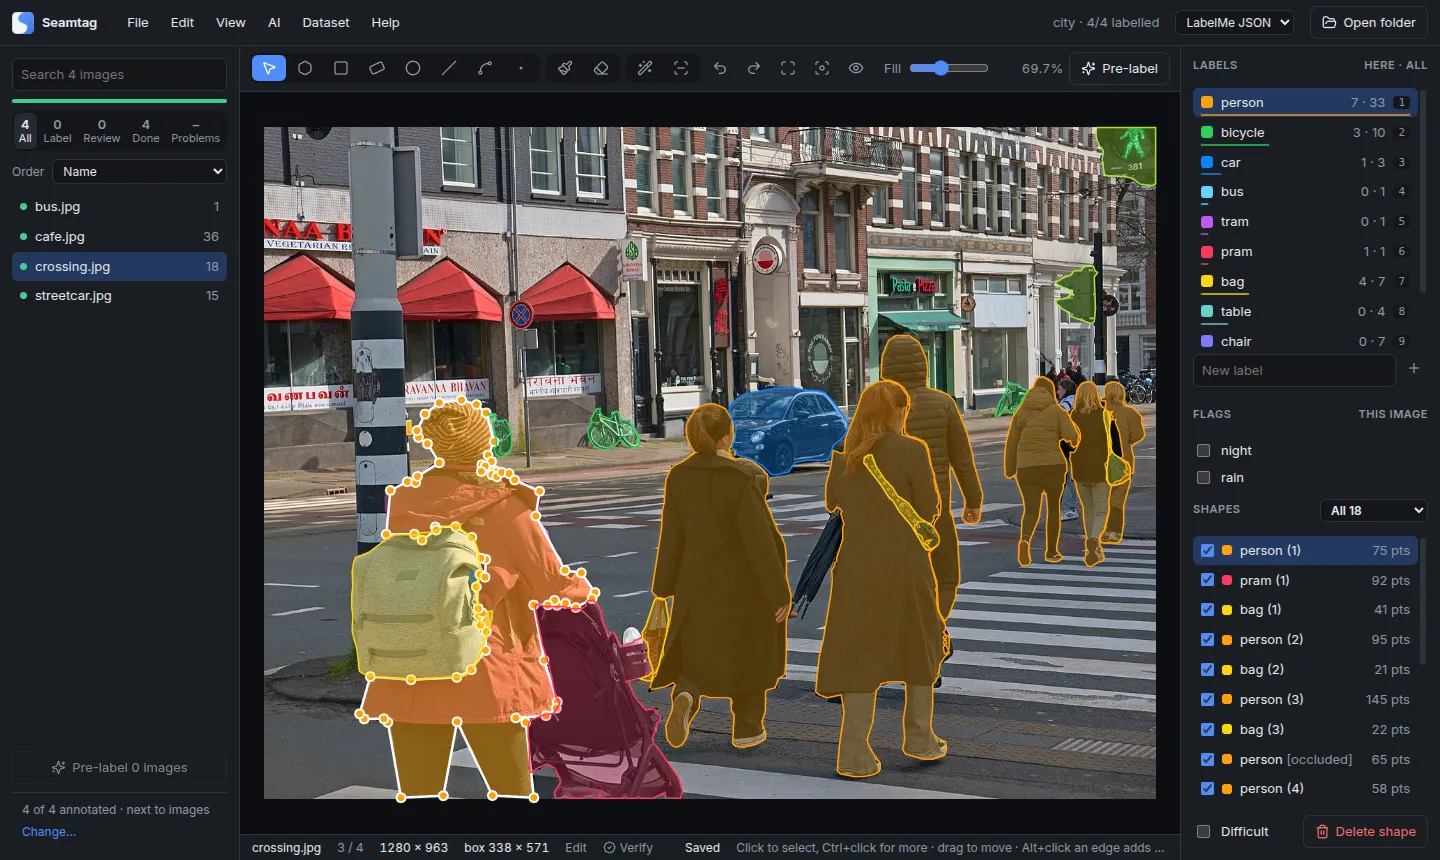 Seamtag
File
Edit
View
AI
Dataset
Help
city · 4/4 labelled
LabelMe JSON
Open folder
Search 4 images
4
All
0
Label
0
Review
4
Done
–
Problems
Order
Name
bus.jpg
1
cafe.jpg
36
crossing.jpg
18
streetcar.jpg
15
Pre-label 0 images
4 of 4 annotated · next to images
Change...
Fill
69.7%
Pre-label
381
NAA B
VEGETARIAN RE
AIN
Pasta e Pizza
வணபவன்
RAVANAA BHAVAN
crossing.jpg
3 / 4
1280 × 963
box 338 × 571
Edit
Verify
Saved
Click to select, Ctrl+click for more · drag to move · Alt+click an edge adds ...
LABELS
HERE · ALL
person
7 · 33
1
bicycle
3 · 10
2
car
1 · 3
3
bus
0 · 1
4
tram
0 · 1
5
pram
1 · 1
6
bag
4 · 7
7
table
0 · 4
8
chair
0 · 7
9
New label
+
FLAGS
THIS IMAGE
night
rain
SHAPES
All 18
person (1)
75 pts
pram (1)
92 pts
bag (1)
41 pts
person (2)
95 pts
bag (2)
21 pts
person (3)
145 pts
bag (3)
22 pts
person [occluded]
65 pts
person (4)
58 pts
Difficult
Delete shape